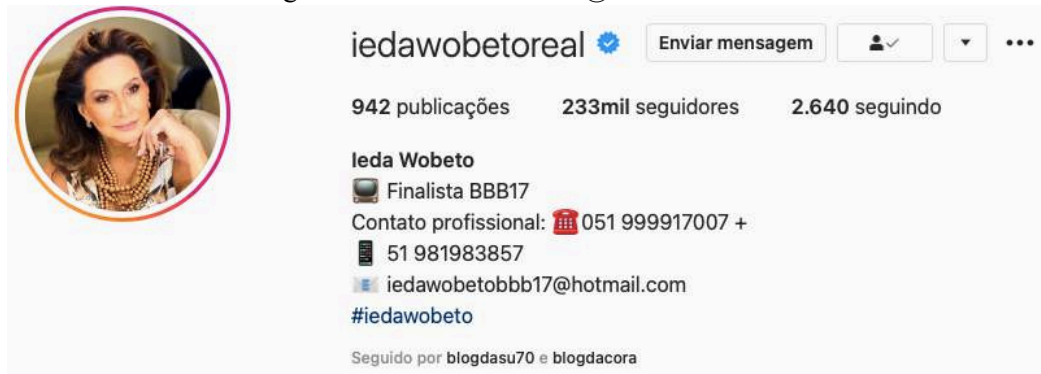 iedawobetoreal Enviar mensagem
942 publicações 233mil seguidores 2.640 seguindo
Ieda Wobeto
Finalista BBB17
Contato profissional: 051 999917007 +
51 981983857
iedawobetobbb17@hotmail.com
#iedawobeto
Seguido por blogdasu70 e blogdacora